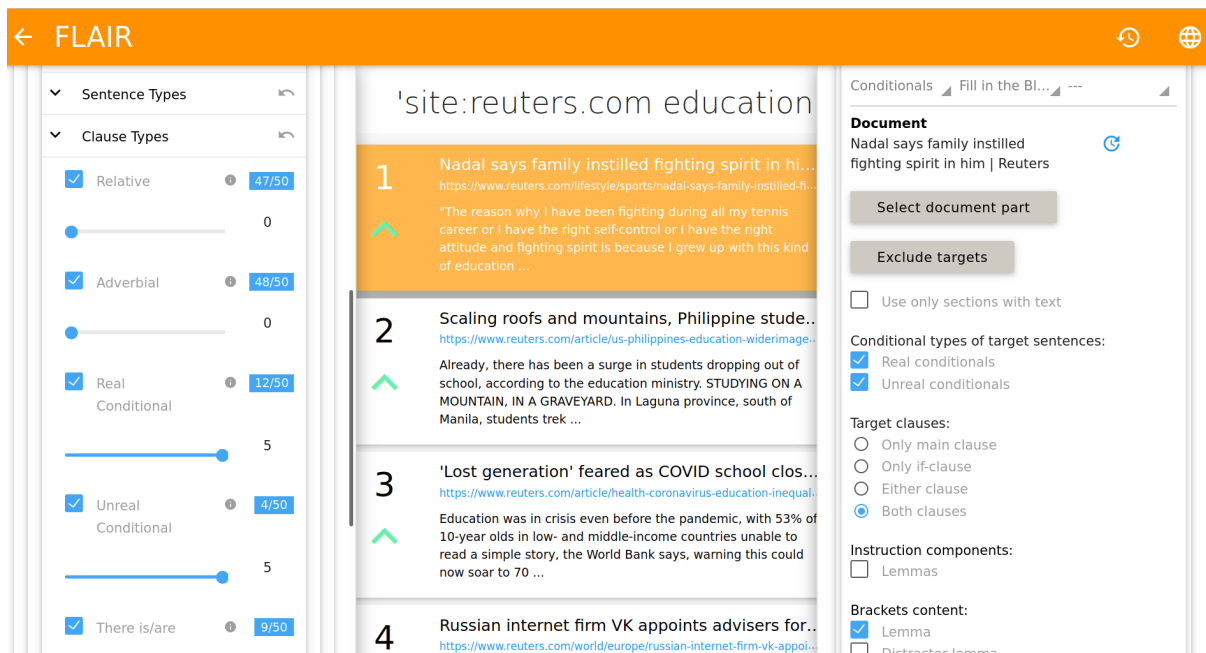 FLAIR
Sentence Types
Clause Types
Relative 47/50
0
Adverbial 48/50
0
Real
Conditional
12/50
5
Unreal
Conditional
4/50
5
There is/are 9/50
'site:reuters.com education
1
Nadal says family instilled fighting spirit in hi...
https://www.reuters.com/lifestyle/sports/nadal-says-family-instilled-fi...
"The reason why I have been fighting during all my tennis
career or I have the right self-control or I have the right
attitude and fighting spirit is because I grew up with this kind
of education ...
2
Scaling roofs and mountains, Philippine stude...
https://www.reuters.com/article/us-philippines-education-widerimage-...
Already, there has been a surge in students dropping out of
school, according to the education ministry. STUDYING ON A
MOUNTAIN, IN A GRAVEYARD. In Laguna province, south of
Manila, students trek ...
3
'Lost generation' feared as COVID school clos...
https://www.reuters.com/article/health-coronavirus-education-inequal...
Education was in crisis even before the pandemic, with 53% of
10-year olds in low- and middle-income countries unable to
read a simple story, the World Bank says, warning this could
now soar to 70 ...
4
Russian internet firm VK appoints advisers for...
https://www.reuters.com/world/europe/russian-internet-firm-vk-appoi...
Conditionals Fill in the Bl... ---
Document
Nadal says family instilled
fighting spirit in him | Reuters
Select document part
Exclude targets
Use only sections with text
Conditional types of target sentences:
Real conditionals
Unreal conditionals
Target clauses:
Only main clause
Only if-clause
Either clause
Both clauses
Instruction components:
Lemmas
Brackets content:
Lemma
Distractor lemma